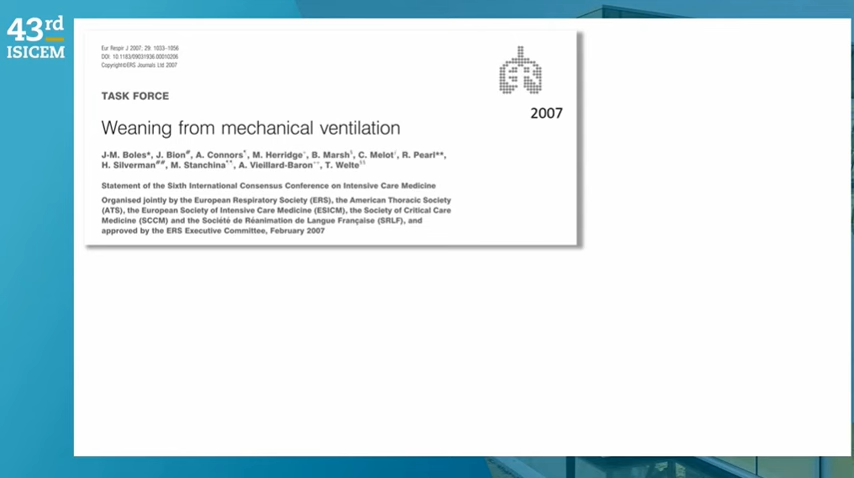 43rd
ISICEM
Eur Respir J 2007; 29: 1033–1056
DOI: 10.1183/09031936.00010206
Copyright©ERS Journals Ltd 2007
TASK FORCE
2007
Weaning from mechanical ventilation
J-M. Boles*, J. Bion#, A. Connors¶, M. Herridge+, B. Marsh§, C. Melot, R. Pearl**,
H. Silverman##, M. Stanchina¶¶, A. Vieillard-Baron++, T. Welte§§
Statement of the Sixth International Consensus Conference on Intensive Care Medicine
Organised jointly by the European Respiratory Society (ERS), the American Thoracic Society
(ATS), the European Society of Intensive Care Medicine (ESICM), the Society of Critical Care
Medicine (SCCM) and the Société de Réanimation de Langue Française (SRLF), and
approved by the ERS Executive Committee, February 2007